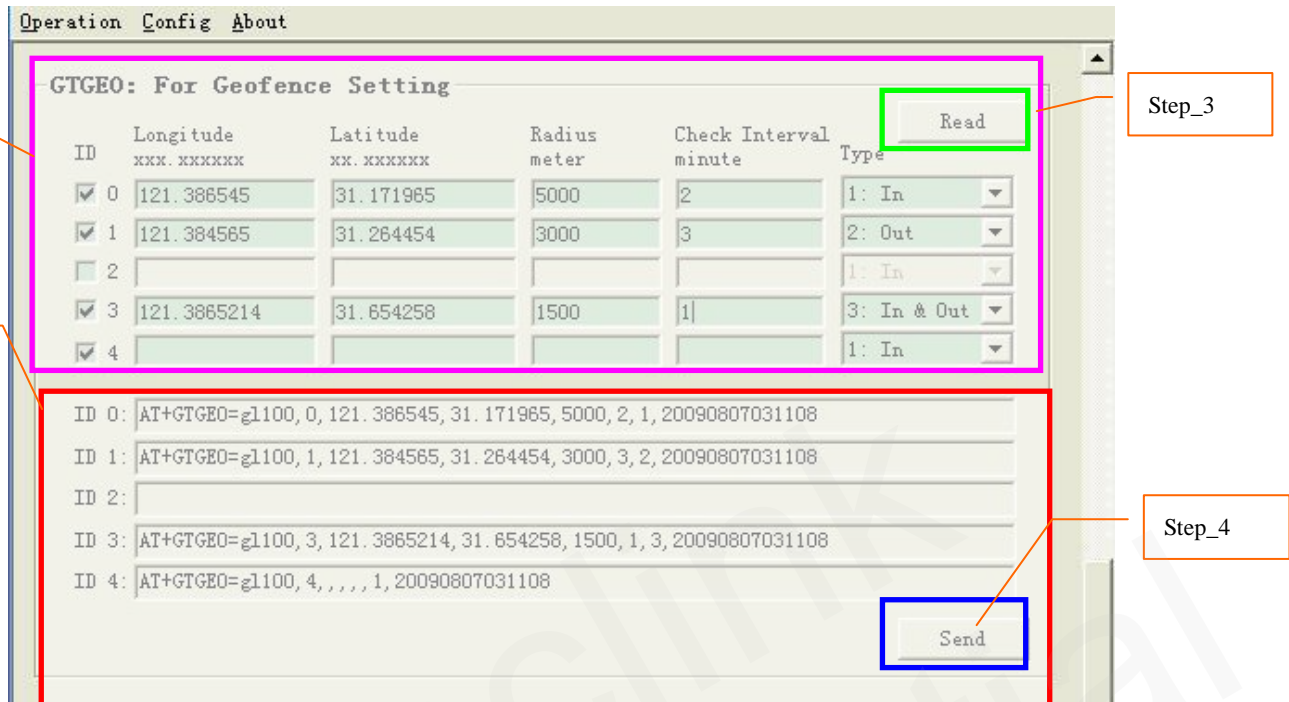 Operation Config About
GTGEO: For Geofence Setting
Read
Step_3
ID Longitude Latitude Radius Check Interval Type
xxx.xxxxxx xx.xxxxxx meter minute
0 121.386545 31.171965 5000 2 1: In
1 121.384565 31.264454 3000 3 2: Out
2 1: In
3 121.3865214 31.654258 1500 1 3: In & Out
4 1: In
ID 0: AT+GTGEO=gl100,0,121.386545,31.171965,5000,2,1,20090807031108
ID 1: AT+GTGEO=gl100,1,121.384565,31.264454,3000,3,2,20090807031108
ID 2:
ID 3: AT+GTGEO=gl100,3,121.3865214,31.654258,1500,1,3,20090807031108
ID 4: AT+GTGEO=gl100,4,,,,,1,20090807031108
Step_4
Send